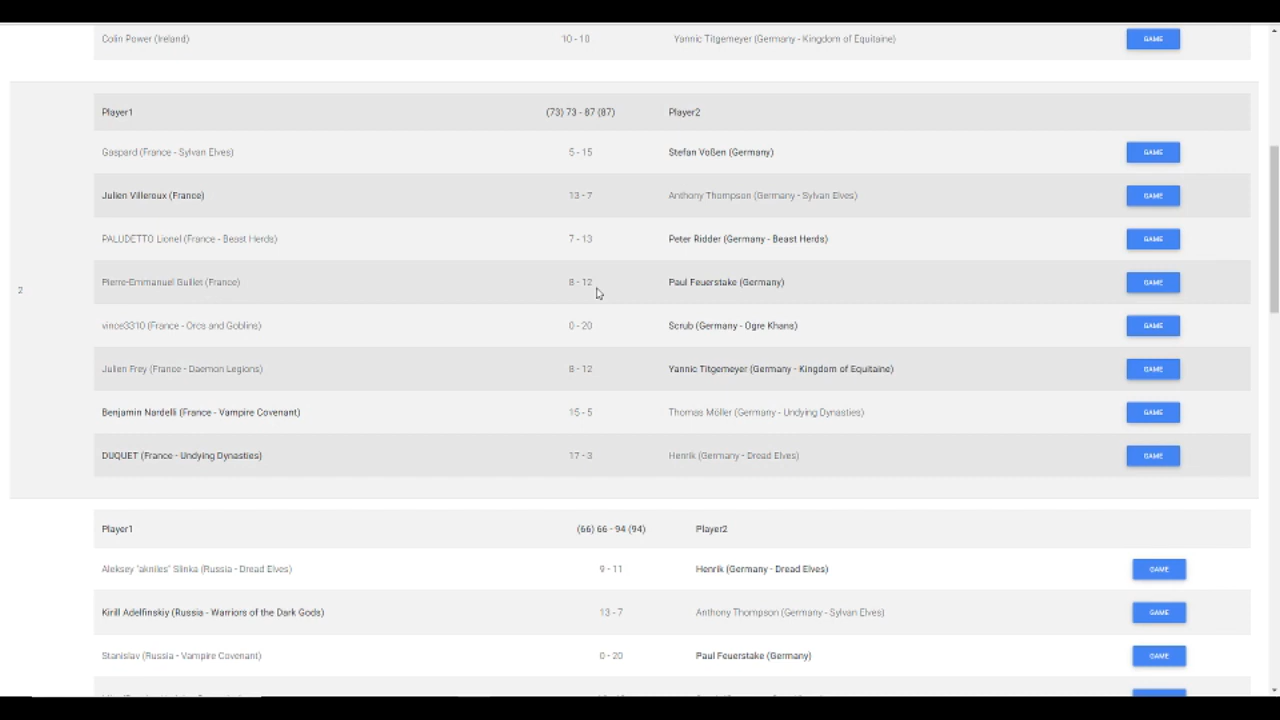 Colin Power (Ireland) 10 - 10 Yannic Titgemeyer (Germany - Kingdom of Equitaine) GAME
Player1 (73) 73 - 87 (87) Player2
Gaspard (France - Sylvan Elves) 5 - 15 Stefan Voßen (Germany) GAME
Julien Villeroux (France) 13 - 7 Anthony Thompson (Germany - Sylvan Elves) GAME
PALUDETTO Lionel (France - Beast Herds) 7 - 13 Peter Ridder (Germany - Beast Herds) GAME
2 Pierre-Emmanuel Guillet (France) 8 - 12 Paul Feuerstake (Germany) GAME
vince3310 (France - Orcs and Goblins) 0 - 20 Scrub (Germany - Ogre Khans) GAME
Julien Frey (France - Daemon Legions) 8 - 12 Yannic Titgemeyer (Germany - Kingdom of Equitaine) GAME
Benjamin Nardelli (France - Vampire Covenant) 15 - 5 Thomas Möller (Germany - Undying Dynasties) GAME
DUQUET (France - Undying Dynasties) 17 - 3 Henrik (Germany - Dread Elves) GAME
Player1 (66) 66 - 94 (94) Player2
Aleksey "akniles" Slinka (Russia - Dread Elves) 9 - 11 Henrik (Germany - Dread Elves) GAME
Kirill Adelfinskiy (Russia - Warriors of the Dark Gods) 13 - 7 Anthony Thompson (Germany - Sylvan Elves) GAME
Stanislav (Russia - Vampire Covenant) 0 - 20 Paul Feuerstake (Germany) GAME